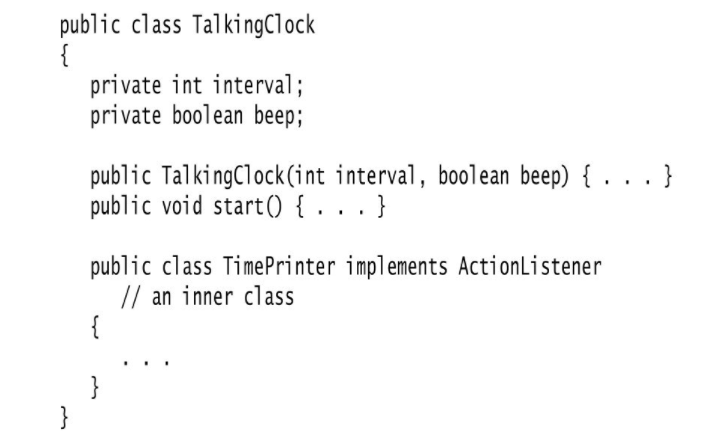 public class TalkingClock
{
private int interval;
private boolean beep;
public TalkingClock(int interval, boolean beep) { . . . }
public void start() { . . . }
public class TimePrinter implements ActionListener
// an inner class
{
. . .
}
}